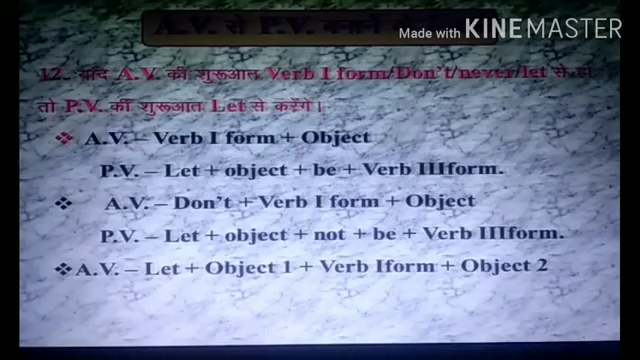 A.V. से P.V. बनाने
Made with KINEMASTER
12. यदि A.V. की शुरूआत Verb I form/Don't/never/let से हो
तो P.V. की शुरूआत Let से करेंगे।
❖ A.V. – Verb I form + Object
P.V. – Let + object + be + Verb IIIform.
❖ A.V. – Don't + Verb I form + Object
P.V. – Let + object + not + be + Verb IIIform.
❖ A.V. – Let + Object 1 + Verb Iform + Object 2